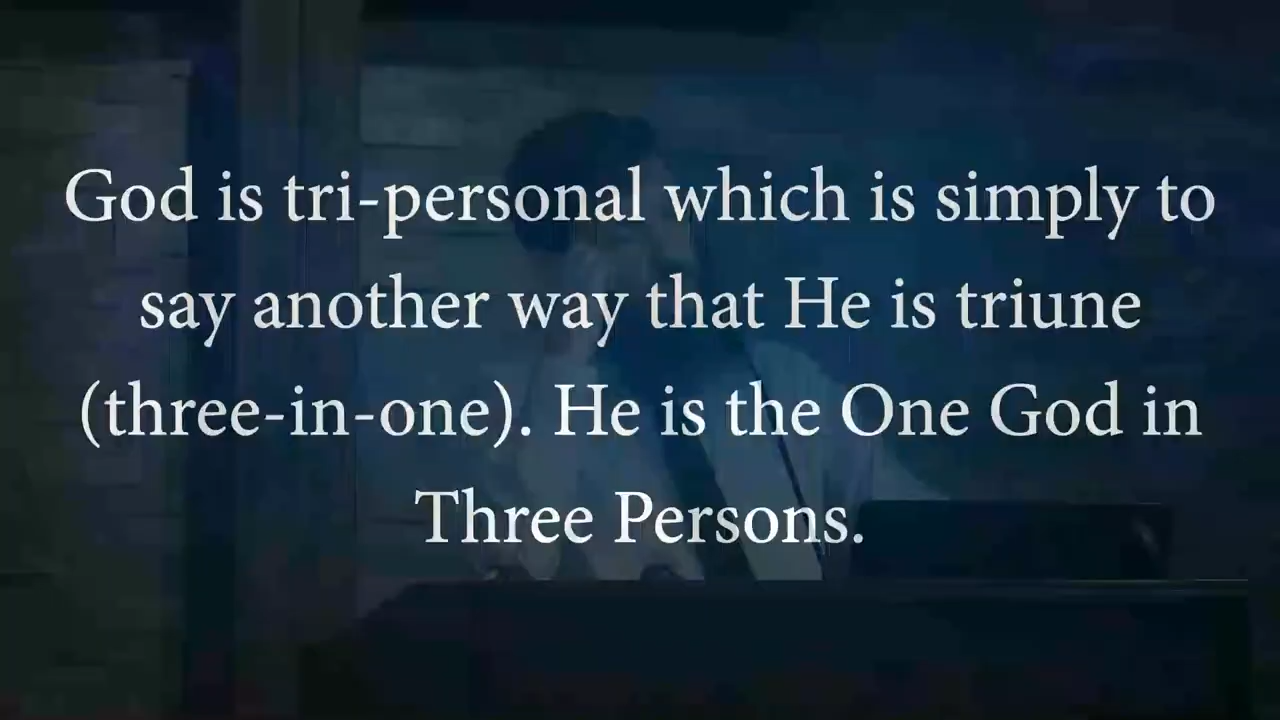 God is tri-personal which is simply to
say another way that He is triune
(three-in-one). He is the One God in
Three Persons.